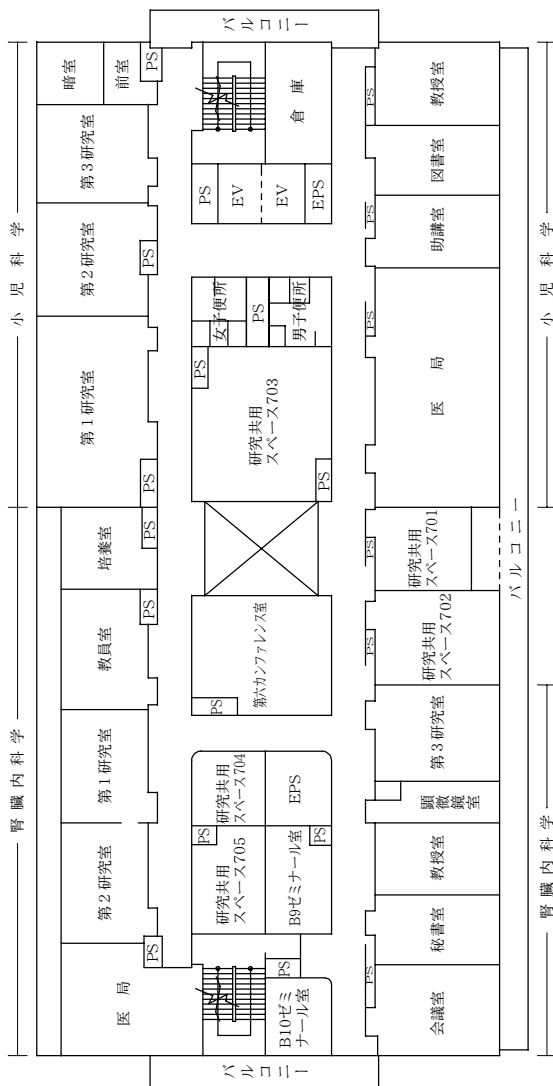 バルコニー
小児科学
暗室
前室
PS
第3研究室
第2研究室
PS
第1研究室
PS
腎臓内科学
培養室
PS
教員室
PS
第1研究室
第2研究室
PS
医局
倉庫
PS
EV
EV
EPS
女子便所
PS
男子便所
PS
研究共用
スペース703
PS
第六カンファレンス室
PS
研究共用
スペース704
EPS
PS
研究共用
スペース705
B9ゼミナール室
PS
PS
B10ゼミ
ナール室
小児科学
PS
教授室
図書室
PS
助講室
PS
医局
PS
研究共用
スペース701
PS
研究共用
スペース702
バルコニー
腎臓内科学
第3研究室
顕微鏡室
教授室
秘書室
PS
会議室
バルコニー